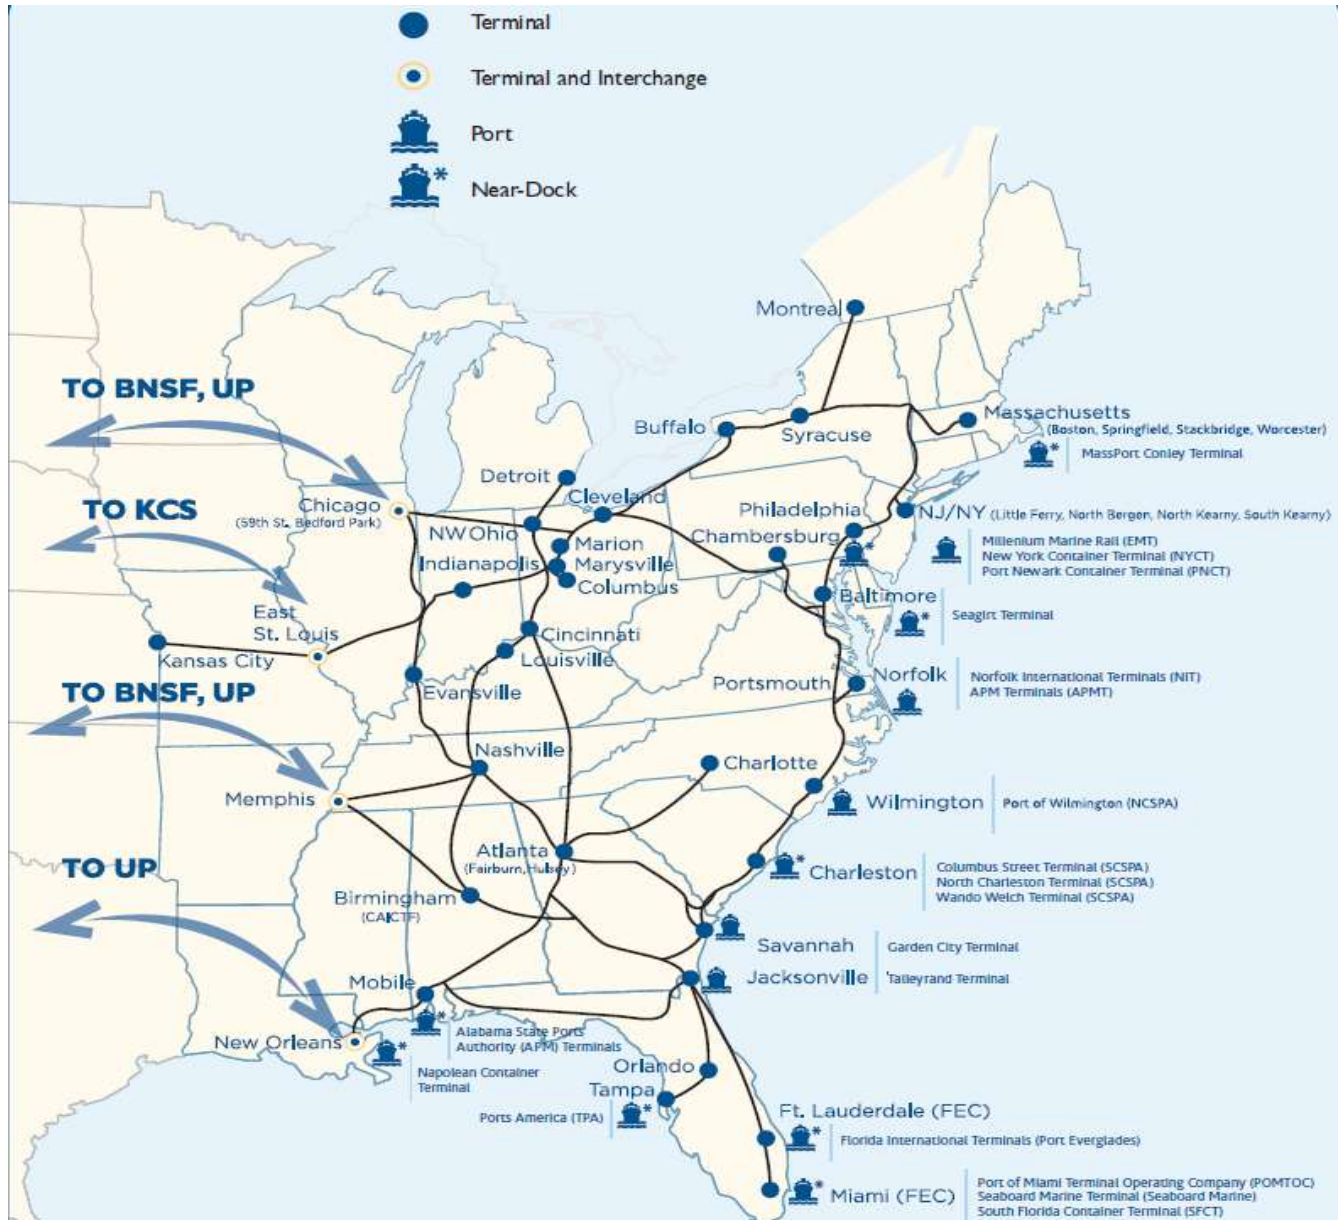 Terminal
Terminal and Interchange
Port
*
Near-Dock
Montreal
TO BNSF, UP
Massachusetts
(Boston, Springfield, Stackbridge, Worcester)
Buffalo
Syracuse
* MassPort Conley Terminal
Detroit
Cleveland
TO KCS
Chicago
(59th St. Bedford Park)
Philadelphia
NJ/NY (Little Ferry, North Bergen, North Kearny, South Kearny)
NW Ohio
Chambersburg
Marion
Millenium Marine Rail (EMT)
*
New York Container Terminal (NYCT)
Indianapolis
Marysville
Port Newark Container Terminal (PNCT)
Columbus
Baltimore
East
St. Louis
* Seagirt Terminal
Cincinnati
Kansas City
Louisville
TO BNSF, UP
Evansville
Portsmouth
Norfolk
Norfolk International Terminals (NIT)
APM Terminals (APMT)
Nashville
Charlotte
Memphis
Wilmington
Port of Wilmington (NCSPA)
TO UP
Atlanta
(Fairburn, Hulsey)
*
Charleston
Columbus Street Terminal (SCSPA)
North Charleston Terminal (SCSPA)
Wando Welch Terminal (SCSPA)
Birmingham
(CAICTF)
Savannah
Garden City Terminal
Mobile
Jacksonville
Talleyrand Terminal
*
New Orleans
Alabama State Ports
Authority (APM) Terminals
*
Napolean Container
Terminal
Orlando
Tampa
Ports America (TPA)
*
Ft. Lauderdale (FEC)
* Florida International Terminals (Port Everglades)
* Miami (FEC)
Port of Miami Terminal Operating Company (POMTOC)
Seaboard Marine Terminal (Seaboard Marine)
South Florida Container Terminal (SFCT)